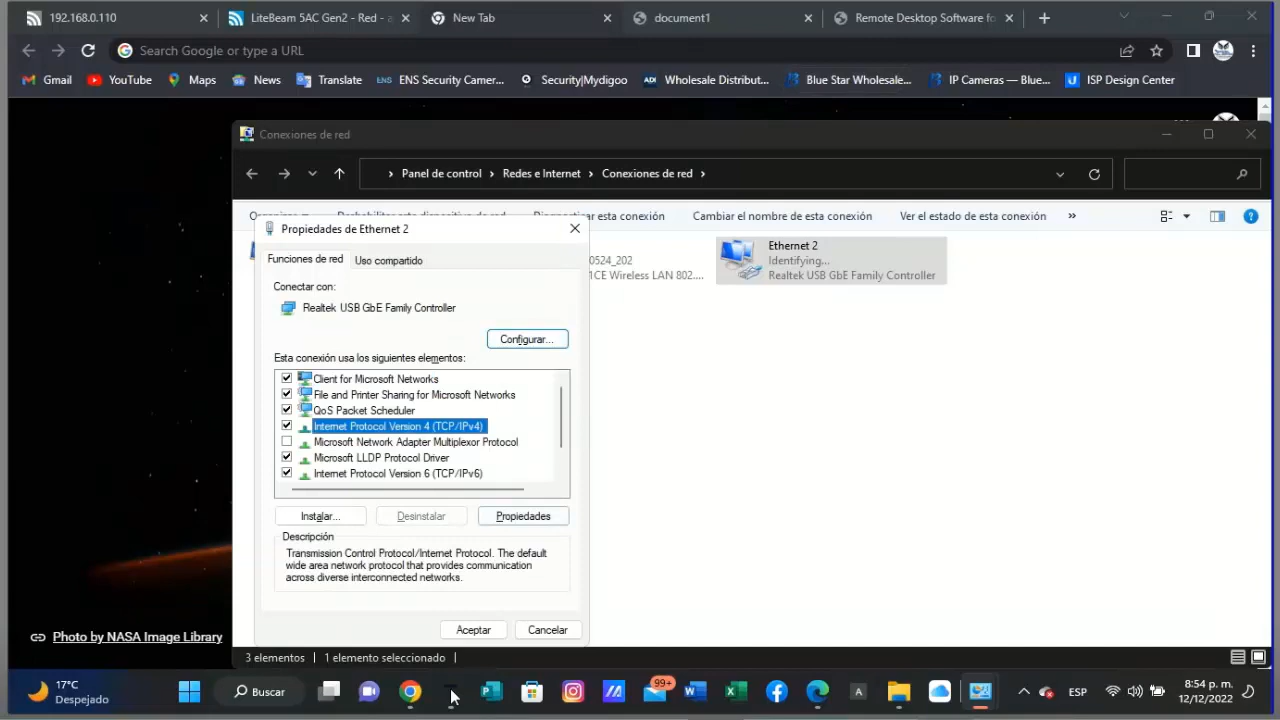 192.168.0.110
LiteBeam 5AC Gen2 - Red - a
New Tab
document1
Remote Desktop Software fo
Search Google or type a URL
Gmail
YouTube
Maps
News
Translate
ENS
ENS Security Camer...
Security|Mydigoo
ADI
Wholesale Distribut...
Blue Star Wholesale...
IP Cameras — Blue...
ISP Design Center
Conexiones de red
Panel de control › Redes e Internet › Conexiones de red ›
Diagnosticar esta conexión
Cambiar el nombre de esta conexión
Ver el estado de esta conexión
»
Propiedades de Ethernet 2
Funciones de red
Uso compartido
Conectar con:
Realtek USB GbE Family Controller
Configurar...
Esta conexión usa los siguientes elementos:
Client for Microsoft Networks
File and Printer Sharing for Microsoft Networks
QoS Packet Scheduler
Internet Protocol Version 4 (TCP/IPv4)
Microsoft Network Adapter Multiplexor Protocol
Microsoft LLDP Protocol Driver
Internet Protocol Version 6 (TCP/IPv6)
Instalar...
Desinstalar
Propiedades
Descripción
Transmission Control Protocol/Internet Protocol. The default
wide area network protocol that provides communication
across diverse interconnected networks.
Aceptar
Cancelar
0524_202
1CE Wireless LAN 802....
Ethernet 2
Identifying...
Realtek USB GbE Family Controller
Photo by NASA Image Library
3 elementos
1 elemento seleccionado
17°C
Despejado
Buscar
99+
A
ESP
8:54 p. m.
12/12/2022